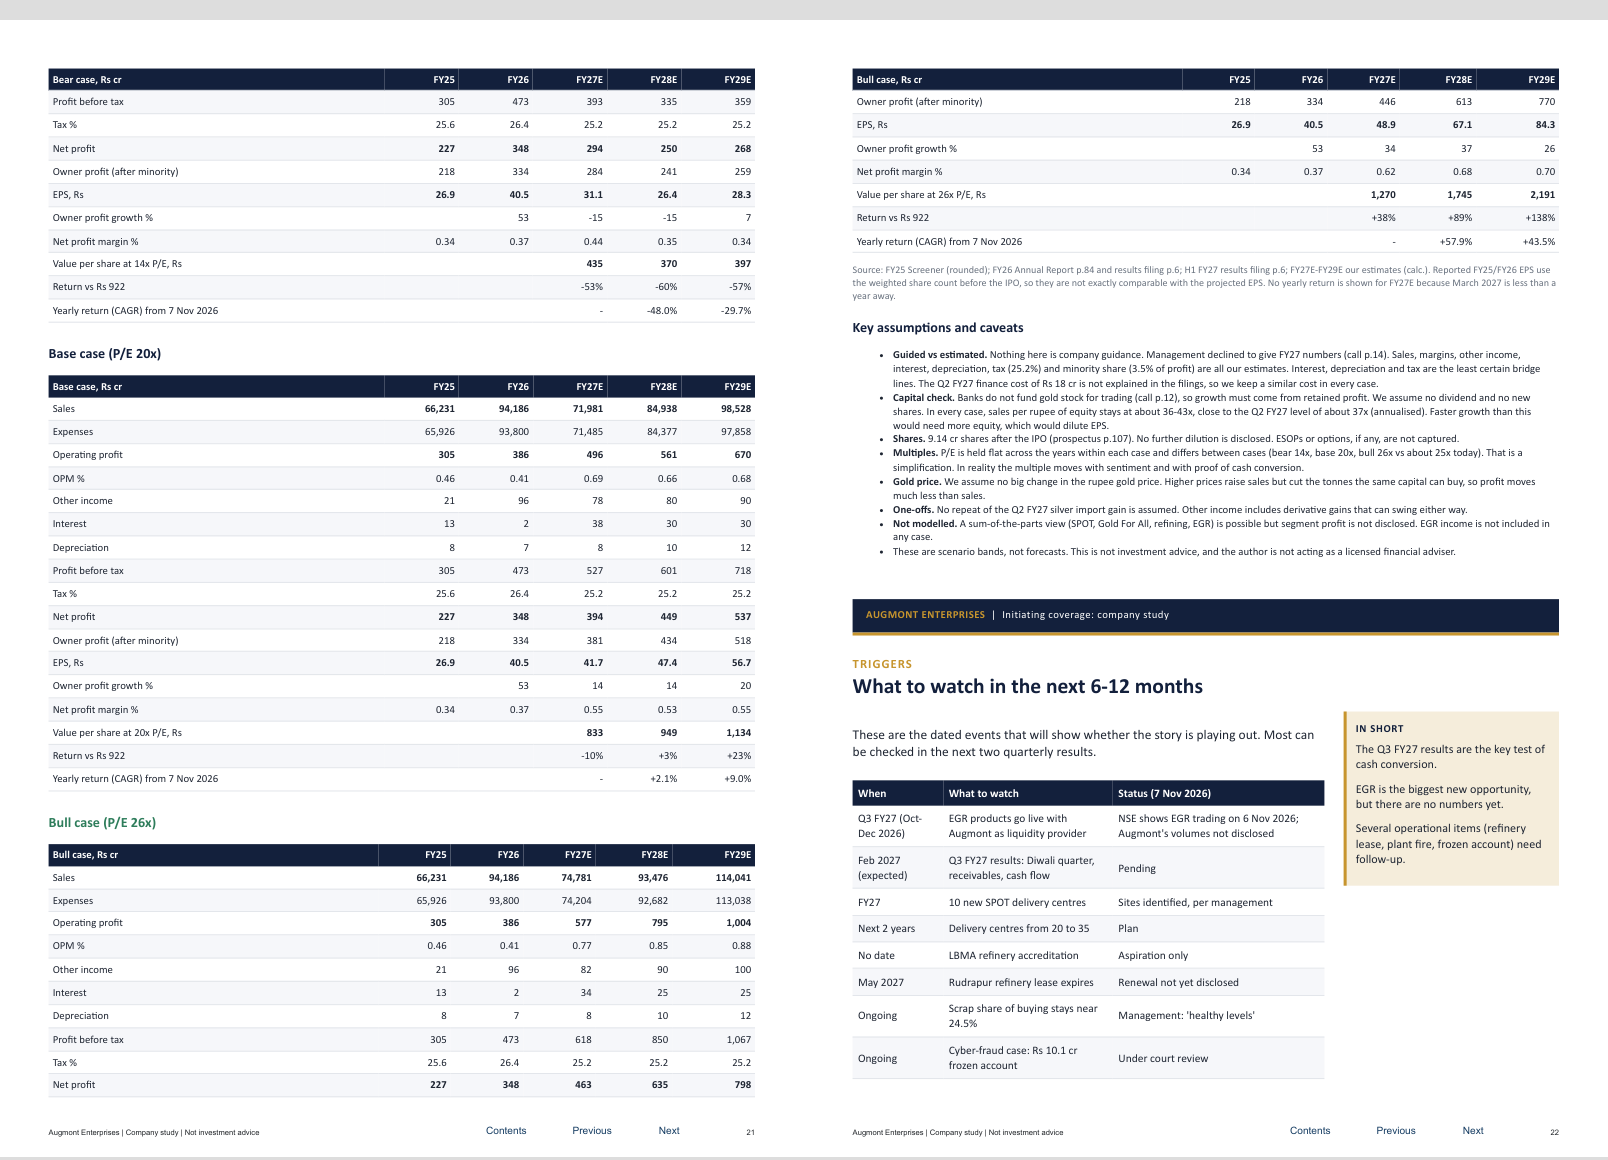 Bear case, Rs cr FY25 FY26 FY27E FY28E FY29E
Profit before tax 305 473 393 335 359
Tax % 25.6 26.4 25.2 25.2 25.2
Net profit 227 348 294 250 268
Owner profit (after minority) 218 334 284 241 259
EPS, Rs 26.9 40.5 31.1 26.4 28.3
Owner profit growth % 53 -15 -15 7
Net profit margin % 0.34 0.37 0.44 0.35 0.34
Value per share at 14x P/E, Rs 435 370 397
Return vs Rs 922 -53% -60% -57%
Yearly return (CAGR) from 7 Nov 2026 - -48.0% -29.7%
Base case (P/E 20x)
Base case, Rs cr FY25 FY26 FY27E FY28E FY29E
Sales 66,231 94,186 71,981 84,938 98,528
Expenses 65,926 93,800 71,485 84,377 97,858
Operating profit 305 386 496 561 670
OPM % 0.46 0.41 0.69 0.66 0.68
Other income 21 96 78 80 90
Interest 13 2 38 30 30
Depreciation 8 7 8 10 12
Profit before tax 305 473 527 601 718
Tax % 25.6 26.4 25.2 25.2 25.2
Net profit 227 348 394 449 537
Owner profit (after minority) 218 334 381 434 518
EPS, Rs 26.9 40.5 41.7 47.4 56.7
Owner profit growth % 53 14 14 20
Net profit margin % 0.34 0.37 0.55 0.53 0.55
Value per share at 20x P/E, Rs 833 949 1,134
Return vs Rs 922 -10% +3% +23%
Yearly return (CAGR) from 7 Nov 2026 - +2.1% +9.0%
Bull case (P/E 26x)
Bull case, Rs cr FY25 FY26 FY27E FY28E FY29E
Sales 66,231 94,186 74,781 93,476 114,041
Expenses 65,926 93,800 74,204 92,682 113,038
Operating profit 305 386 577 795 1,004
OPM % 0.46 0.41 0.77 0.85 0.88
Other income 21 96 82 90 100
Interest 13 2 34 25 25
Depreciation 8 7 8 10 12
Profit before tax 305 473 618 850 1,067
Tax % 25.6 26.4 25.2 25.2 25.2
Net profit 227 348 463 635 798
Augmont Enterprises | Company study | Not investment advice Contents Previous Next 21
Bull case, Rs cr FY25 FY26 FY27E FY28E FY29E
Owner profit (after minority) 218 334 446 613 770
EPS, Rs 26.9 40.5 48.9 67.1 84.3
Owner profit growth % 53 34 37 26
Net profit margin % 0.34 0.37 0.62 0.68 0.70
Value per share at 26x P/E, Rs 1,270 1,745 2,191
Return vs Rs 922 +38% +89% +138%
Yearly return (CAGR) from 7 Nov 2026 - +57.9% +43.5%
Source: FY25 Screener (rounded); FY26 Annual Report p.84 and results filing p.6; H1 FY27 results filing p.6; FY27E-FY29E our estimates (calc.). Reported FY25/FY26 EPS use
the weighted share count before the IPO, so they are not exactly comparable with the projected EPS. No yearly return is shown for FY27E because March 2027 is less than a
year away.
Key assumptions and caveats
• Guided vs estimated. Nothing here is company guidance. Management declined to give FY27 numbers (call p.14). Sales, margins, other income,
interest, depreciation, tax (25.2%) and minority share (3.5% of profit) are all our estimates. Interest, depreciation and tax are the least certain bridge
lines. The Q2 FY27 finance cost of Rs 18 cr is not explained in the filings, so we keep a similar cost in every case.
• Capital check. Banks do not fund gold stock for trading (call p.12), so growth must come from retained profit. We assume no dividend and no new
shares. In every case, sales per rupee of equity stays at about 36-43x, close to the Q2 FY27 level of about 37x (annualised). Faster growth than this
would need more equity, which would dilute EPS.
• Shares. 9.14 cr shares after the IPO (prospectus p.107). No further dilution is disclosed. ESOPs or options, if any, are not captured.
• Multiples. P/E is held flat across the years within each case and differs between cases (bear 14x, base 20x, bull 26x vs about 25x today). That is a
simplification. In reality the multiple moves with sentiment and with proof of cash conversion.
• Gold price. We assume no big change in the rupee gold price. Higher prices raise sales but cut the tonnes the same capital can buy, so profit moves
much less than sales.
• One-offs. No repeat of the Q2 FY27 silver import gain is assumed. Other income includes derivative gains that can swing either way.
• Not modelled. A sum-of-the-parts view (SPOT, Gold For All, refining, EGR) is possible but segment profit is not disclosed. EGR income is not included in
any case.
• These are scenario bands, not forecasts. This is not investment advice, and the author is not acting as a licensed financial adviser.
AUGMONT ENTERPRISES | Initiating coverage: company study
TRIGGERS
What to watch in the next 6-12 months
These are the dated events that will show whether the story is playing out. Most can
be checked in the next two quarterly results.
When What to watch Status (7 Nov 2026)
Q3 FY27 (Oct- EGR products go live with NSE shows EGR trading on 6 Nov 2026;
Dec 2026) Augmont as liquidity provider Augmont's volumes not disclosed
Feb 2027 Q3 FY27 results: Diwali quarter, Pending
(expected) receivables, cash flow
FY27 10 new SPOT delivery centres Sites identified, per management
Next 2 years Delivery centres from 20 to 35 Plan
No date LBMA refinery accreditation Aspiration only
May 2027 Rudrapur refinery lease expires Renewal not yet disclosed
Ongoing Scrap share of buying stays near Management: 'healthy levels'
24.5%
Ongoing Cyber-fraud case: Rs 10.1 cr Under court review
frozen account
IN SHORT
The Q3 FY27 results are the key test of
cash conversion.
EGR is the biggest new opportunity,
but there are no numbers yet.
Several operational items (refinery
lease, plant fire, frozen account) need
follow-up.
Augmont Enterprises | Company study | Not investment advice Contents Previous Next 22